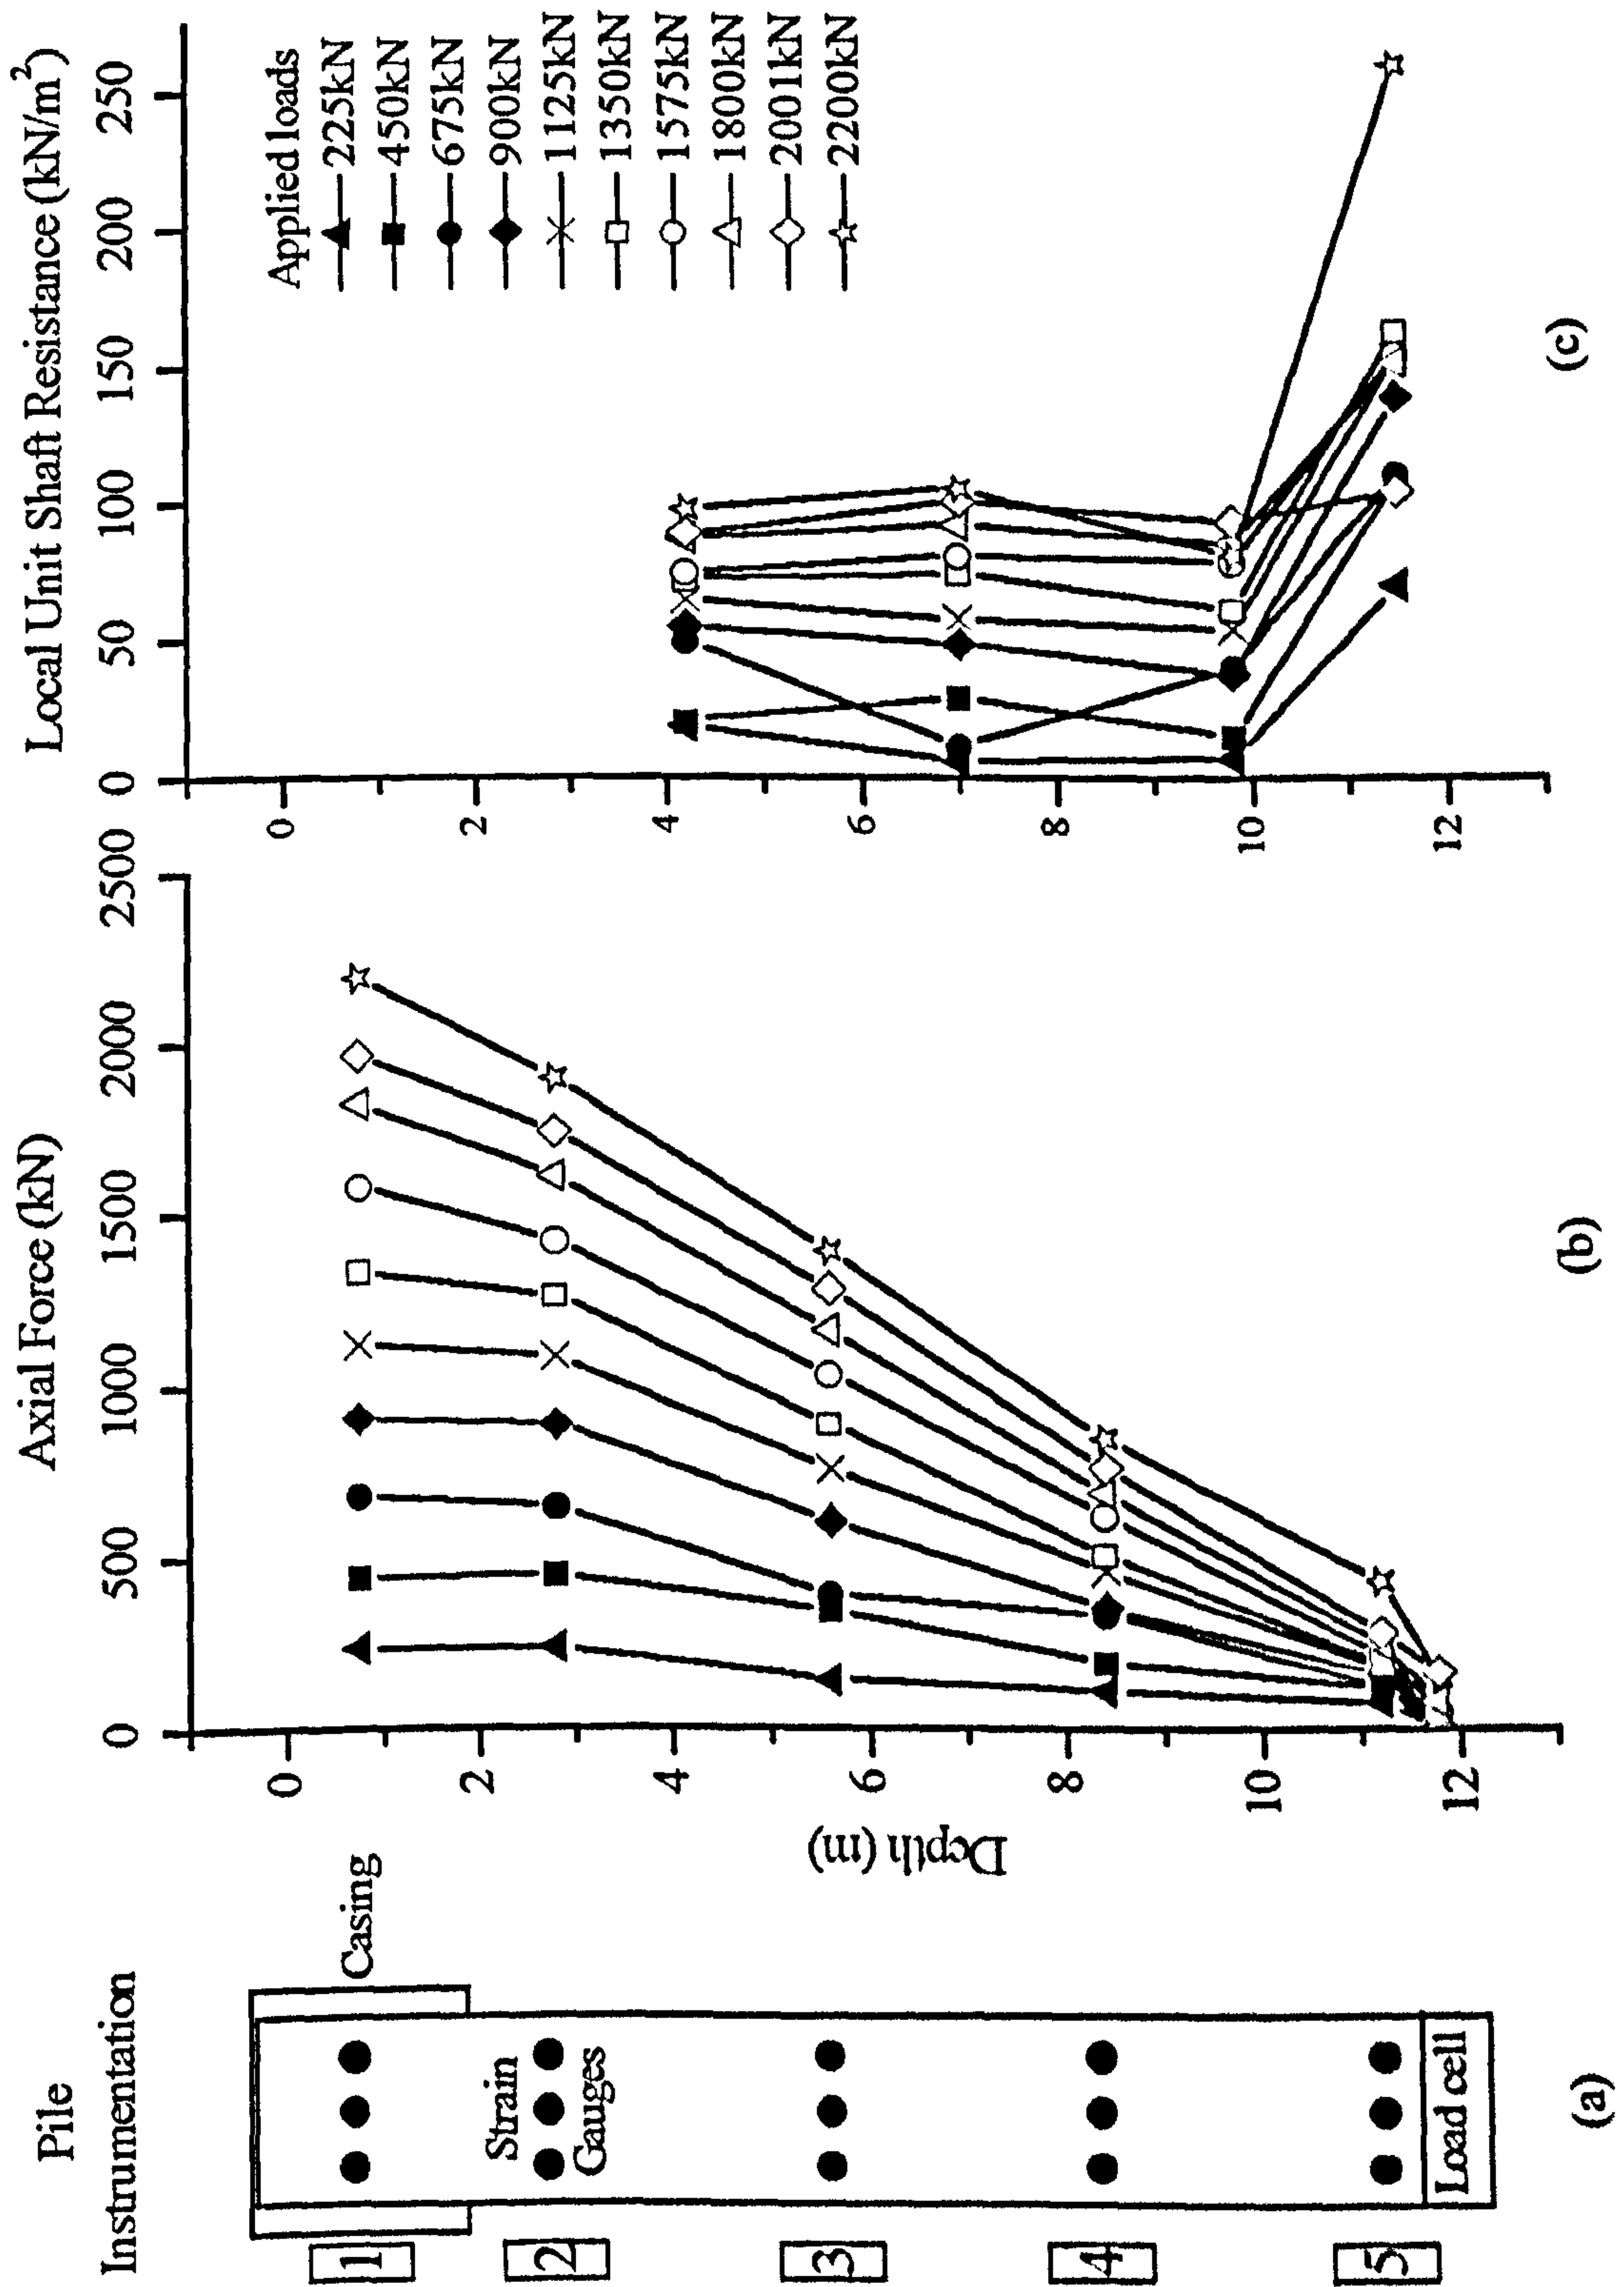 Pile
Instrumentation
Casing
Strain
Gauges
Load cell
1
2
3
4
5
(a)
Axial Force (kN)
0 500 1000 1500 2000 2500
Depth (m)
0
2
4
6
8
10
12
(b)
Local Unit Shaft Resistance (kN/m²)
0 50 100 150 200 250
0
2
4
6
8
10
12
Applied loads
225kN
450kN
675kN
900kN
1125kN
1350kN
1575kN
1800kN
2001kN
2200kN
(c)